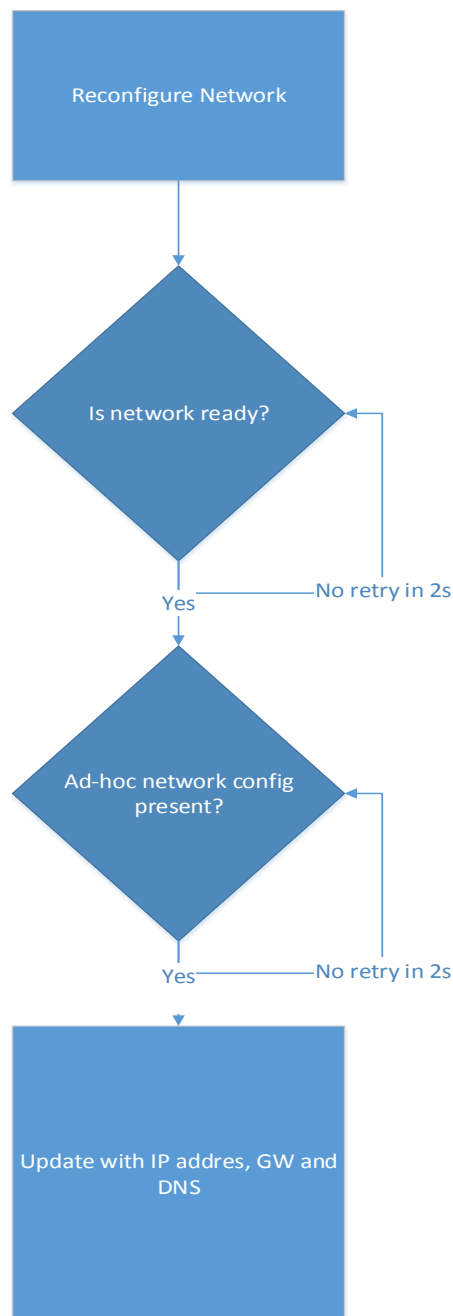 Reconfigure Network
Is network ready?
Yes
No retry in 2s
Ad-hoc network config
present?
Yes
No retry in 2s
Update with IP addres, GW and
DNS